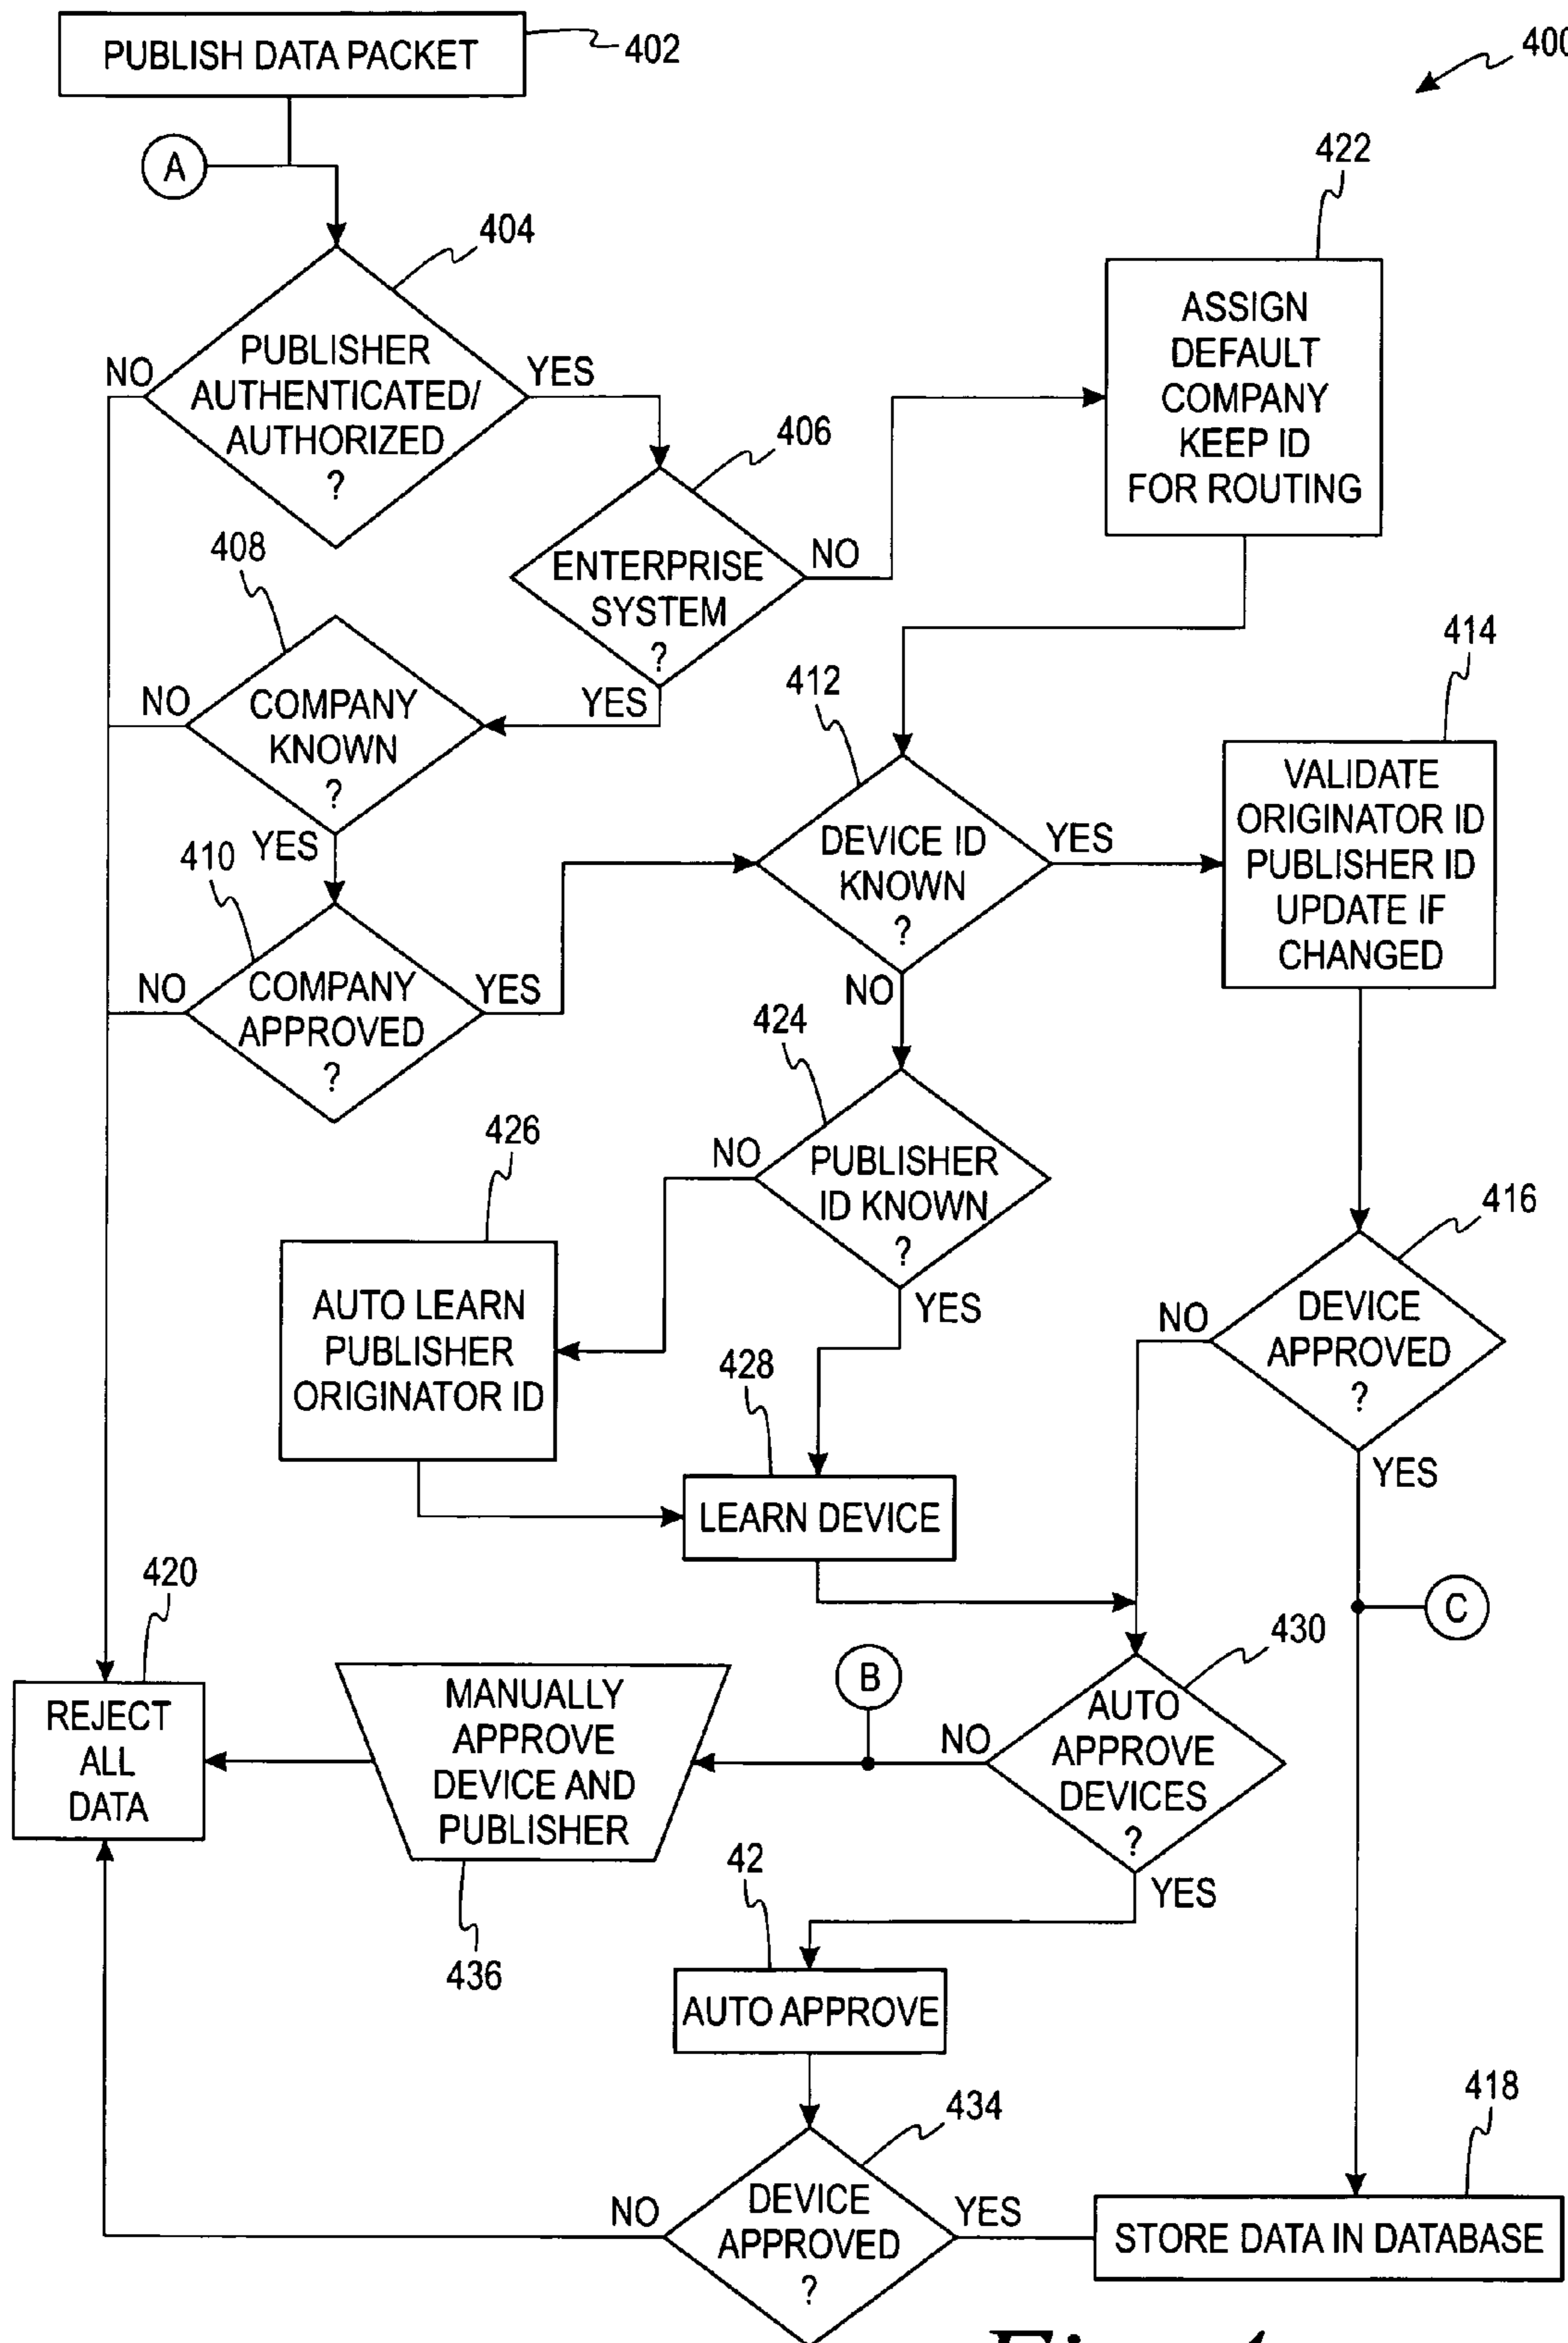 PUBLISH DATA PACKET
402
400
A
422
404
ASSIGN
DEFAULT
COMPANY
KEEP ID
FOR ROUTING
PUBLISHER
AUTHENTICATED/
AUTHORIZED
?
NO
YES
406
ENTERPRISE
SYSTEM
?
NO
YES
408
COMPANY
KNOWN
?
NO
YES
412
414
VALIDATE
ORIGINATOR ID
PUBLISHER ID
UPDATE IF
CHANGED
DEVICE ID
KNOWN
?
YES
NO
410
COMPANY
APPROVED
?
NO
YES
424
PUBLISHER
ID KNOWN
?
NO
YES
426
AUTO LEARN
PUBLISHER
ORIGINATOR ID
416
DEVICE
APPROVED
?
NO
YES
428
LEARN DEVICE
C
420
REJECT
ALL
DATA
MANUALLY
APPROVE
DEVICE AND
PUBLISHER
436
B
430
AUTO
APPROVE
DEVICES
?
NO
YES
42
AUTO APPROVE
434
DEVICE
APPROVED
?
NO
YES
418
STORE DATA IN DATABASE